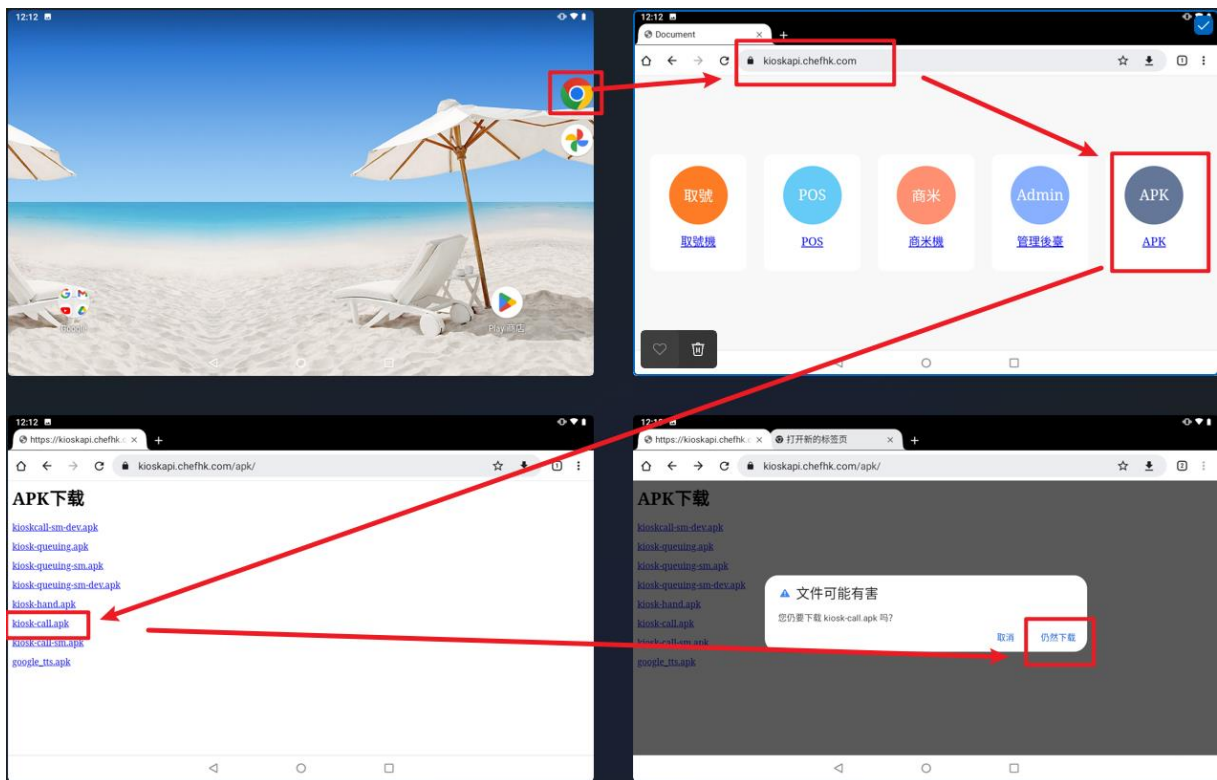 12:12
Google
Play 商店
12:12
Document
kioskapi.chefhk.com
取號
POS
商米
Admin
APK
取號機
POS
商米機
管理後臺
APK
12:12
https://kioskapi.chefhk.c
kioskapi.chefhk.com/apk/
1
APK下载
kioskcall-sm-dev.apk
kiosk-queuing.apk
kiosk-queuing-sm.apk
kiosk-queuing-sm-dev.apk
kiosk-hand.apk
kiosk-call.apk
kiosk-call-sm.apk
google_tts.apk
12:12
https://kioskapi.chefhk.c
打开新的标签页
kioskapi.chefhk.com/apk/
2
APK下载
kioskcall-sm-dev.apk
kiosk-queuing.apk
kiosk-queuing-sm.apk
kiosk-queuing-sm-dev.apk
kiosk-hand.apk
kiosk-call.apk
kiosk-call-sm.apk
google_tts.apk
文件可能有害
您仍要下载 kiosk-call.apk 吗?
取消
仍然下载